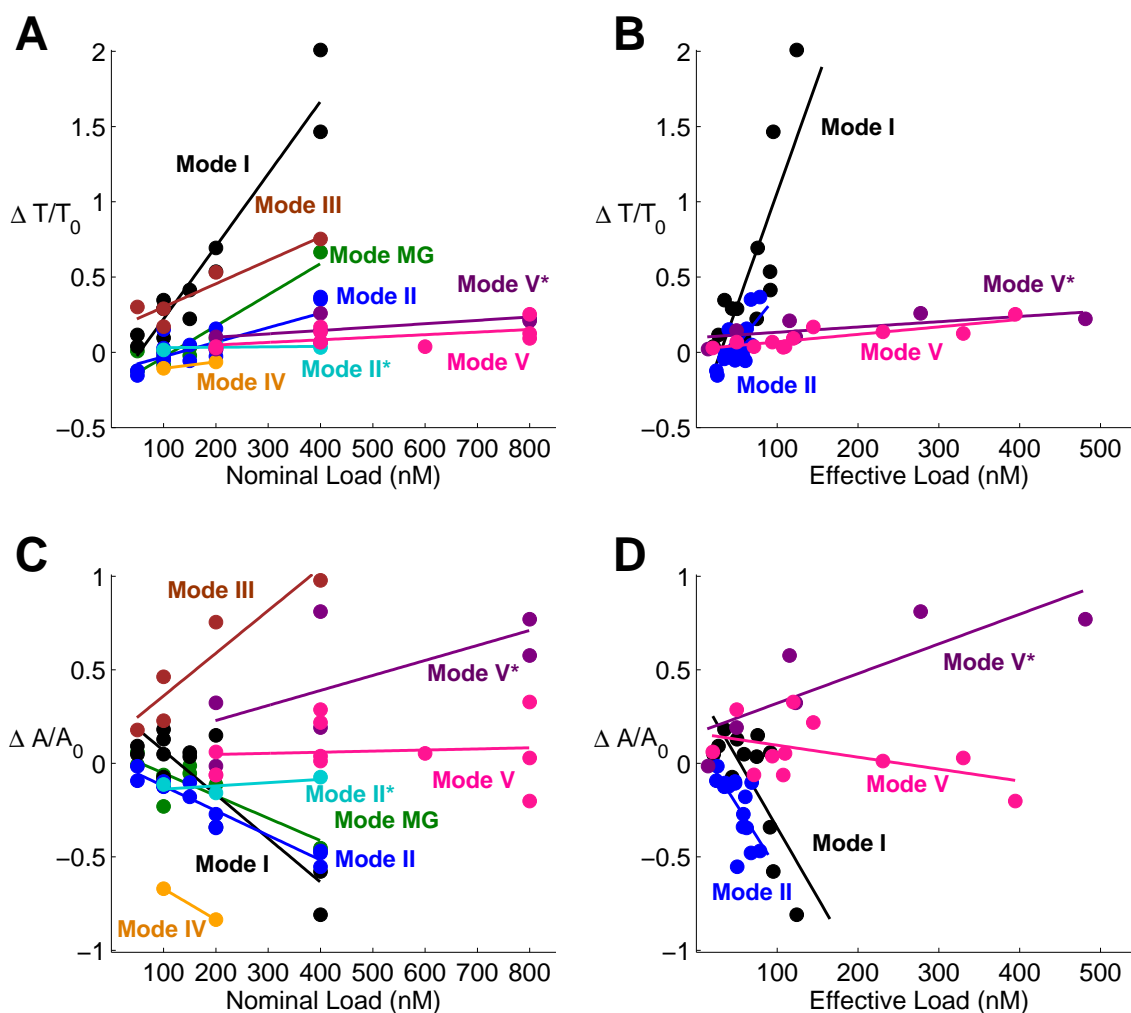 A
2
1.5
1
0.5
0
−0.5
Δ T/T0
Mode I
Mode III
Mode MG
Mode II
Mode V*
Mode V
Mode II*
Mode IV
100 200 300 400 500 600 700 800
Nominal Load (nM)
B
2
1.5
1
0.5
0
−0.5
Δ T/T0
Mode I
Mode V*
Mode V
Mode II
100 200 300 400 500
Effective Load (nM)
C
1
0.5
0
−0.5
−1
Δ A/A0
Mode III
Mode V*
Mode V
Mode II*
Mode MG
Mode II
Mode I
Mode IV
100 200 300 400 500 600 700 800
Nominal Load (nM)
D
1
0.5
0
−0.5
−1
Δ A/A0
Mode V*
Mode V
Mode I
Mode II
100 200 300 400 500
Effective Load (nM)